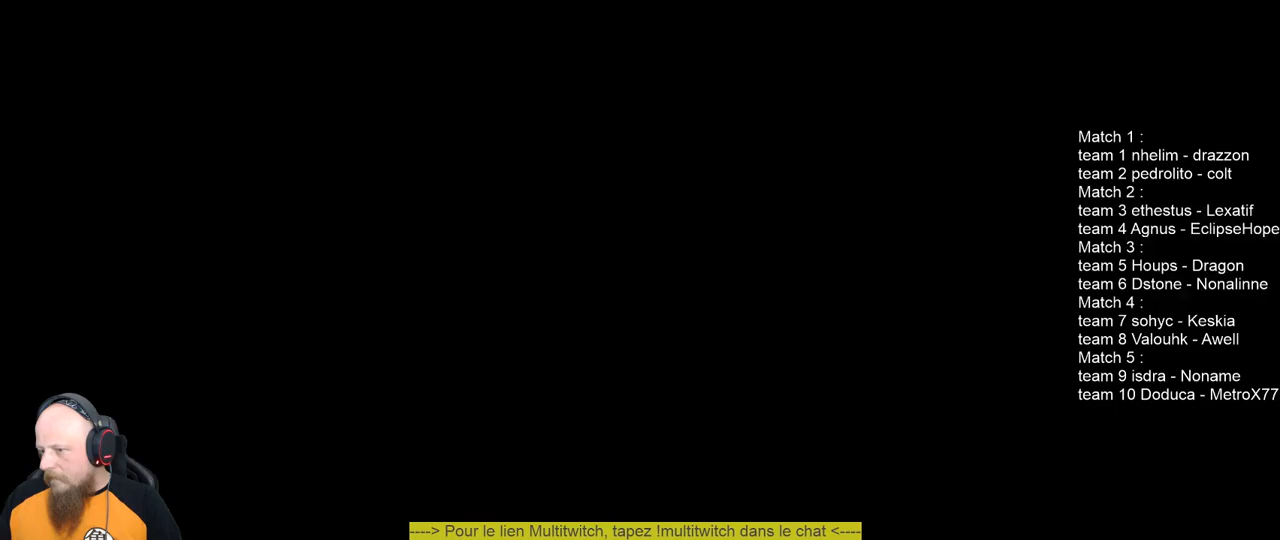 Match 1 :
team 1 nhelim - drazzon
team 2 pedrolito - colt
Match 2 :
team 3 ethestus - Lexatif
team 4 Agnus - EclipseHope
Match 3 :
team 5 Houps - Dragon
team 6 Dstone - Nonalinne
Match 4 :
team 7 sohyc - Keskia
team 8 Valouhk - Awell
Match 5 :
team 9 isdra - Noname
team 10 Doduca - MetroX77
----> Pour le lien Multitwitch, tapez !multitwitch dans le chat <----